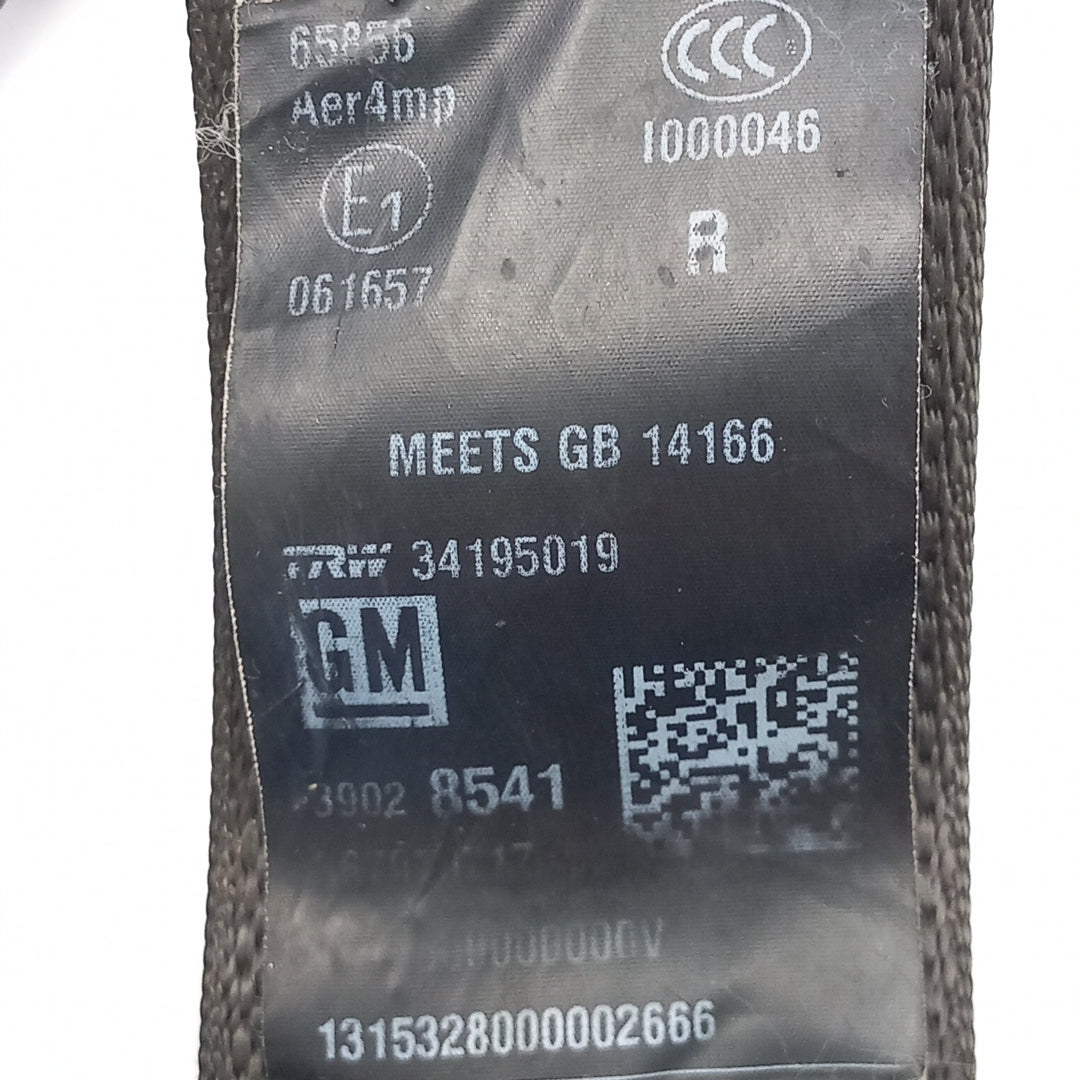 65856
Aer4mp
E1
061657
CCC
I000046
R
MEETS GB 14166
TRW 34195019
GM
3902 8541
1315328000002666